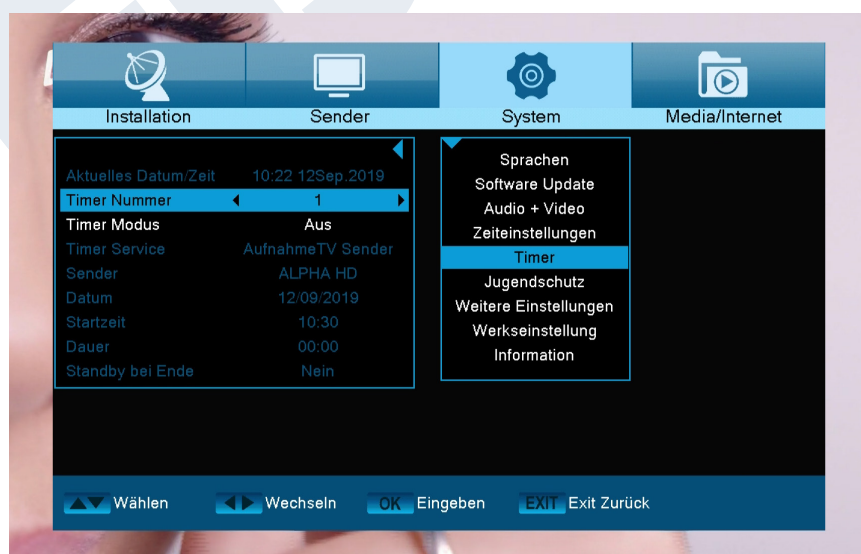 Installation
Sender
System
Media/Internet
Aktuelles Datum/Zeit 10:22 12Sep.2019
Timer Nummer 1
Timer Modus Aus
Timer Service AufnahmeTV Sender
Sender ALPHA HD
Datum 12/09/2019
Startzeit 10:30
Dauer 00:00
Standby bei Ende Nein
Sprachen
Software Update
Audio + Video
Zeiteinstellungen
Timer
Jugendschutz
Weitere Einstellungen
Werkseinstellung
Information
Wählen Wechseln OK Eingeben EXIT Exit Zurück